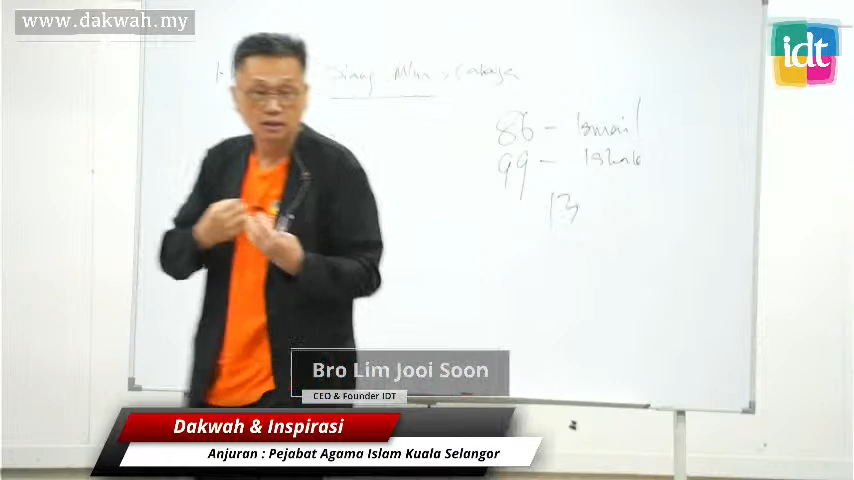 www.dakwah.my
idt
86 - Ismail
99 - Ishak
13
Bro Lim Jooi Soon
CEO & Founder IDT
Dakwah & Inspirasi
Anjuran : Pejabat Agama Islam Kuala Selangor